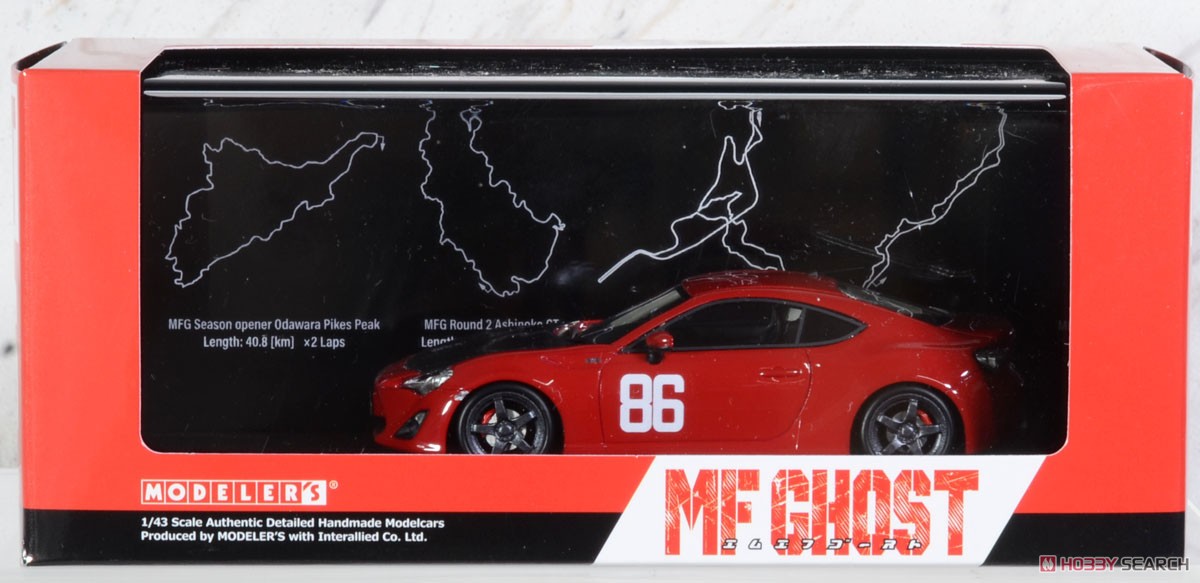 MFG Season opener Odawara Pikes Peak
Length: 40.8 [km] ×2 Laps
MFG Round 2 Ashinoko GT
86
MODELER'S®
1/43 Scale Authentic Detailed Handmade Modelcars
Produced by MODELER'S with Interallied Co. Ltd.
MF GHOST
エムエフゴースト
HOBBY SEARCH